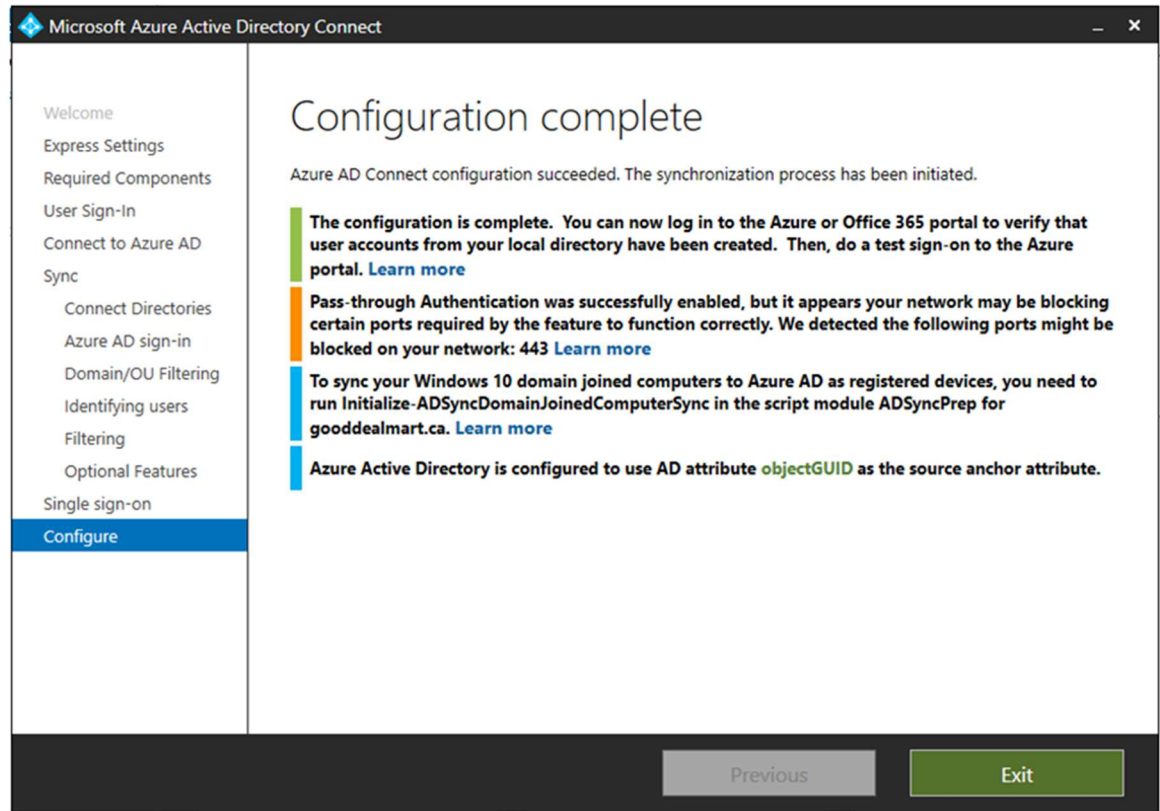 Microsoft Azure Active Directory Connect
Welcome
Express Settings
Required Components
User Sign-In
Connect to Azure AD
Sync
Connect Directories
Azure AD sign-in
Domain/OU Filtering
Identifying users
Filtering
Optional Features
Single sign-on
Configure
Configuration complete
Azure AD Connect configuration succeeded. The synchronization process has been initiated.
The configuration is complete. You can now log in to the Azure or Office 365 portal to verify that
user accounts from your local directory have been created. Then, do a test sign-on to the Azure
portal. Learn more
Pass-through Authentication was successfully enabled, but it appears your network may be blocking
certain ports required by the feature to function correctly. We detected the following ports might be
blocked on your network: 443 Learn more
To sync your Windows 10 domain joined computers to Azure AD as registered devices, you need to
run Initialize-ADSyncDomainJoinedComputerSync in the script module ADSyncPrep for
gooddealmart.ca. Learn more
Azure Active Directory is configured to use AD attribute objectGUID as the source anchor attribute.
Previous
Exit